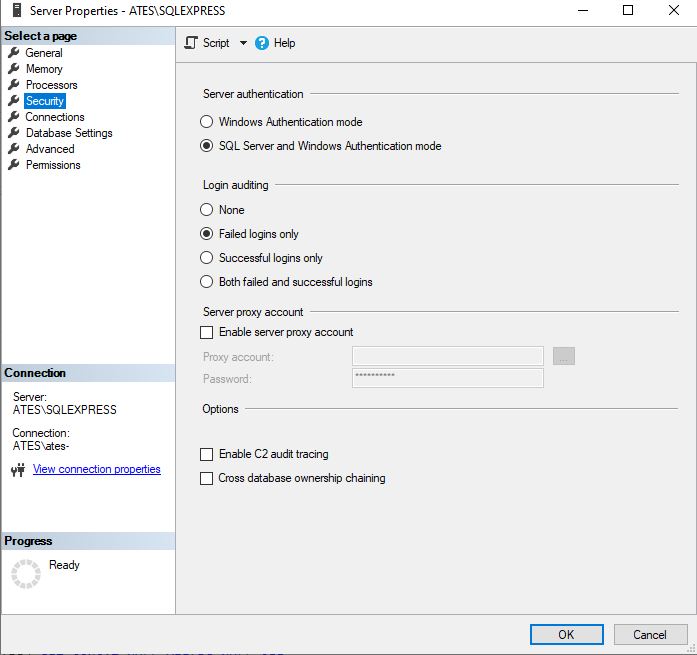 Server Properties - ATES\SQLEXPRESS
Select a page
General
Memory
Processors
Security
Connections
Database Settings
Advanced
Permissions
Connection
Server:
ATES\SQLEXPRESS
Connection:
ATES\ates-
View connection properties
Progress
Ready
Script
Help
Server authentication
Windows Authentication mode
SQL Server and Windows Authentication mode
Login auditing
None
Failed logins only
Successful logins only
Both failed and successful logins
Server proxy account
Enable server proxy account
Proxy account:
...
Password:
**********
Options
Enable C2 audit tracing
Cross database ownership chaining
OK
Cancel